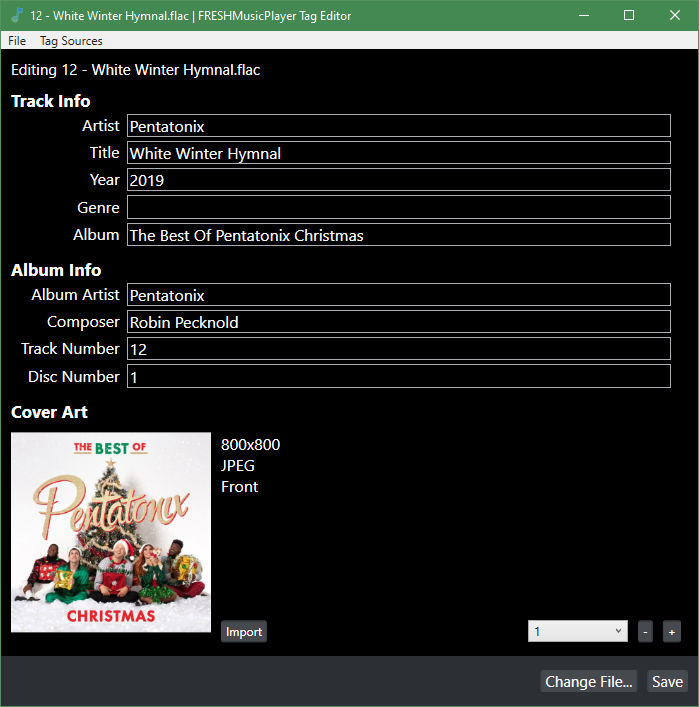 12 - White Winter Hymnal.flac | FRESHMusicPlayer Tag Editor
File Tag Sources
Editing 12 - White Winter Hymnal.flac
Track Info
Artist Pentatonix
Title White Winter Hymnal
Year 2019
Genre
Album The Best Of Pentatonix Christmas
Album Info
Album Artist Pentatonix
Composer Robin Pecknold
Track Number 12
Disc Number 1
Cover Art
THE BEST OF
Pentatonix
CHRISTMAS
800x800
JPEG
Front
Import 1 - +
Change File... Save